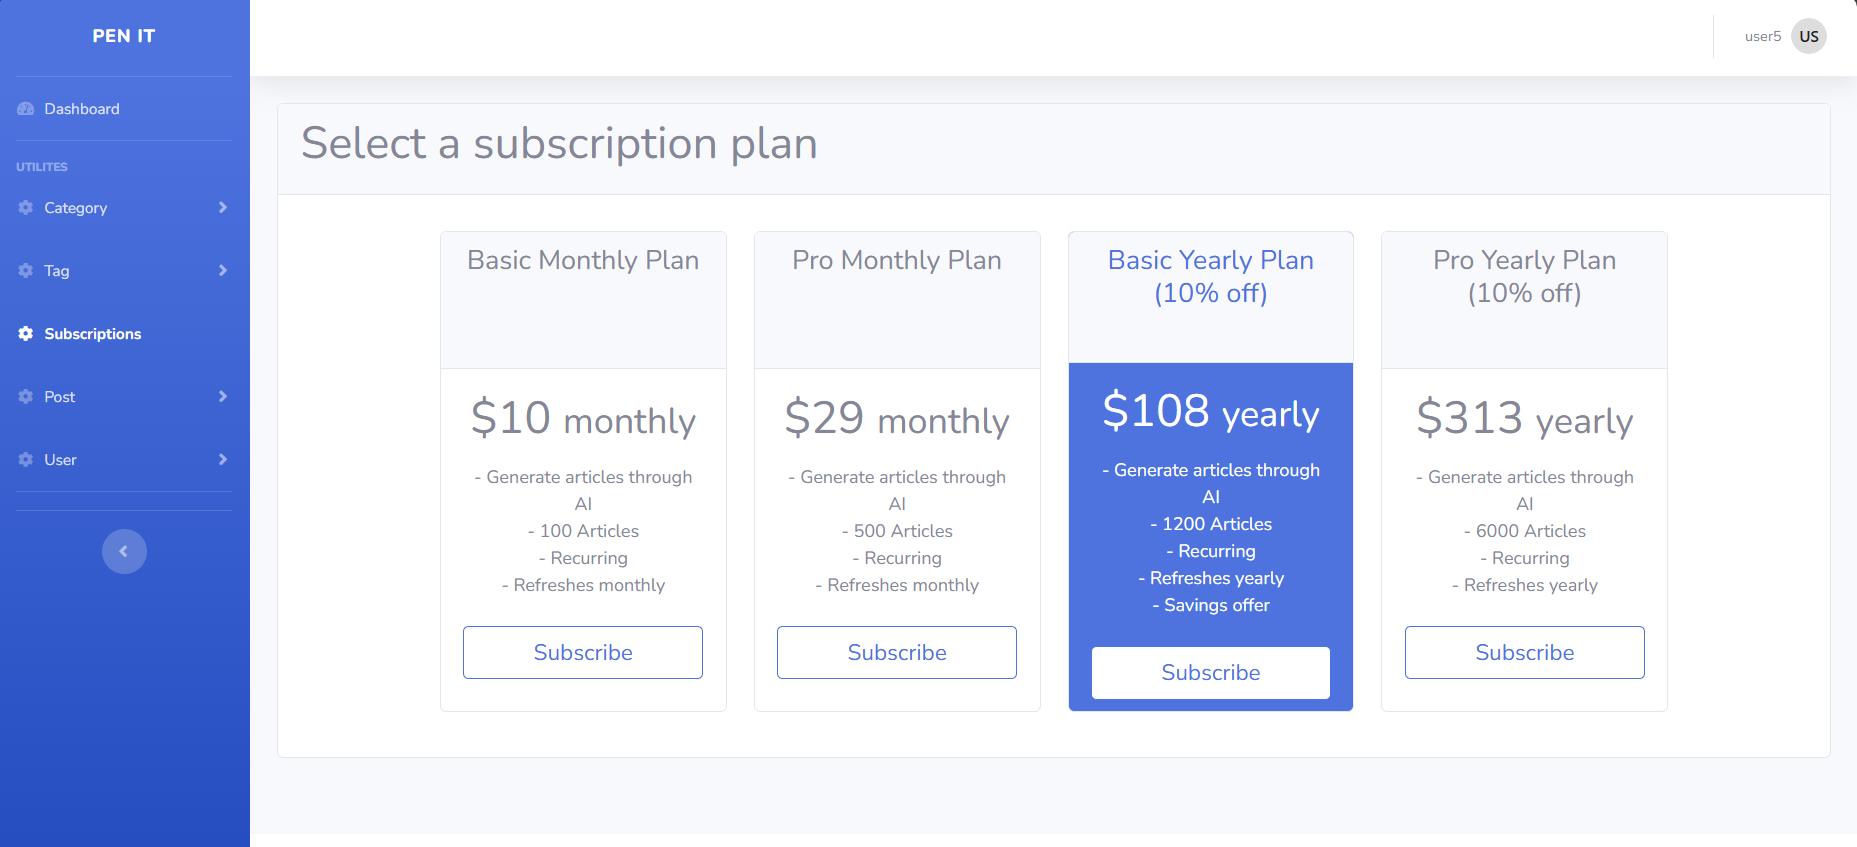 PEN IT
user5
US
Dashboard
UTILITES
Category
Tag
Subscriptions
Post
User
Select a subscription plan
Basic Monthly Plan
$10 monthly
- Generate articles through
AI
- 100 Articles
- Recurring
- Refreshes monthly
Subscribe
Pro Monthly Plan
$29 monthly
- Generate articles through
AI
- 500 Articles
- Recurring
- Refreshes monthly
Subscribe
Basic Yearly Plan
(10% off)
$108 yearly
- Generate articles through
AI
- 1200 Articles
- Recurring
- Refreshes yearly
- Savings offer
Subscribe
Pro Yearly Plan
(10% off)
$313 yearly
- Generate articles through
AI
- 6000 Articles
- Recurring
- Refreshes yearly
Subscribe